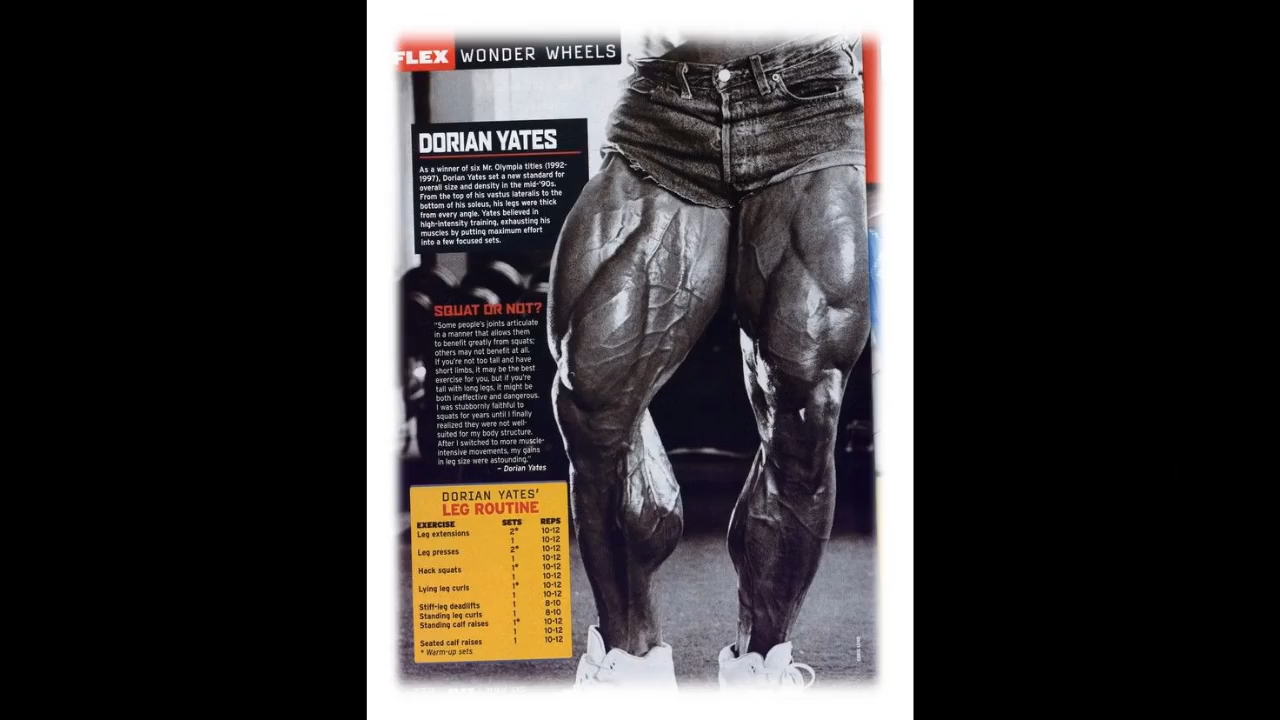 FLEX WONDER WHEELS
DORIAN YATES
As a winner of six Mr. Olympia titles (1992-
1997), Dorian Yates set a new standard for
overall size and density in the mid-'90s.
From the top of his vastus lateralis to the
bottom of his soleus, his legs were thick
from every angle. Yates believed in
high-intensity training, exhausting his
muscles by putting maximum effort
into a few focused sets.
SQUAT OR NOT?
"Some people's joints articulate
in a manner that allows them
to benefit greatly from squats;
others may not benefit at all.
If you're not too tall and have
short limbs, it may be the best
exercise for you, but if you're
tall with long legs, it might be
both ineffective and dangerous.
I was stubbornly faithful to
squats for years until I finally
realized they were not well-
suited for my body structure.
After I switched to more muscle-
intensive movements, my gains
in leg size were astounding."
– Dorian Yates
DORIAN YATES'
LEG ROUTINE
EXERCISE SETS REPS
Leg extensions 2* 10-12
1 10-12
Leg presses 2* 10-12
1 10-12
Hack squats 1* 10-12
1 10-12
Lying leg curls 1* 10-12
1 10-12
Stiff-leg deadlifts 1 8-10
Standing leg curls 1 8-10
Standing calf raises 1* 10-12
1 10-12
Seated calf raises 1 10-12
* Warm-up sets